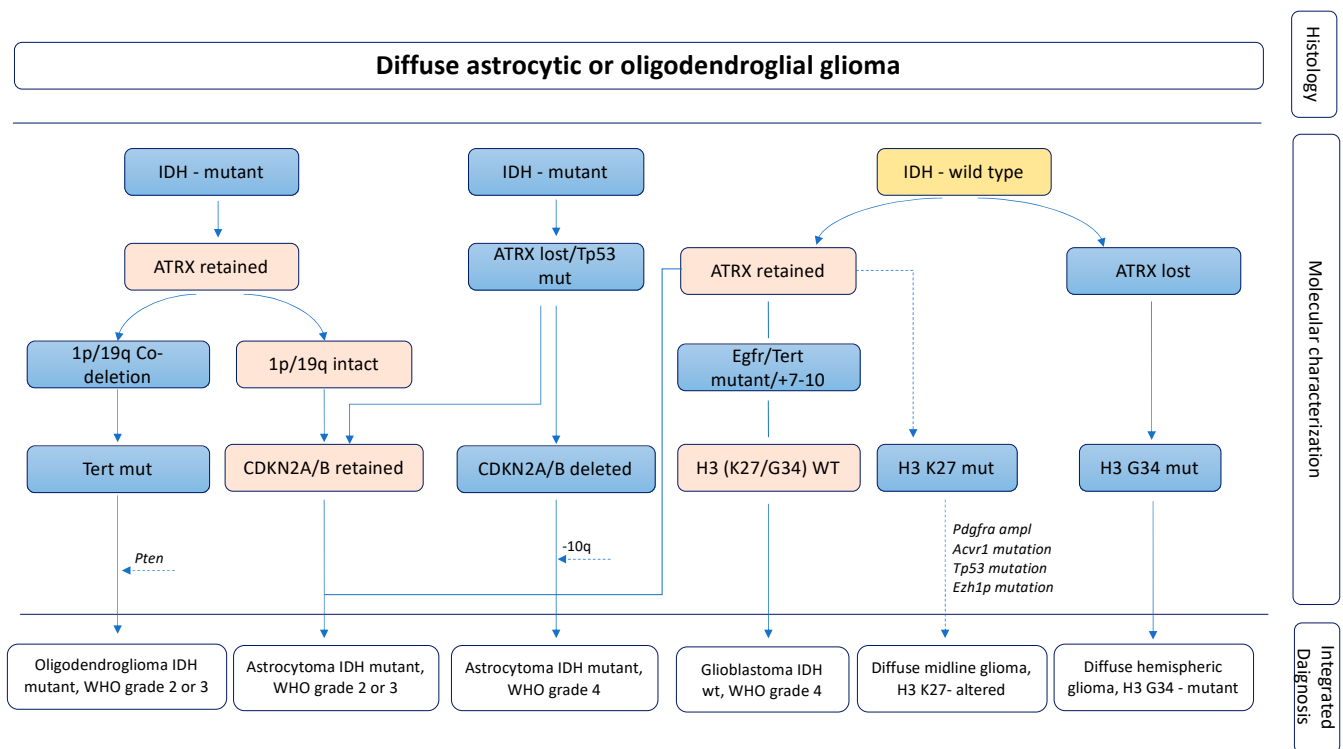 Diffuse astrocytic or oligodendroglial glioma
Histology
IDH - mutant
IDH - mutant
IDH - wild type
ATRX retained
ATRX lost/Tp53
mut
ATRX retained
ATRX lost
1p/19q Co-
deletion
1p/19q intact
Egfr/Tert
mutant/+7-10
Tert mut
CDKN2A/B retained
CDKN2A/B deleted
H3 (K27/G34) WT
H3 K27 mut
H3 G34 mut
Pten
-10q
Pdgfra ampl
Acvr1 mutation
Tp53 mutation
Ezh1p mutation
Molecular characterization
Oligodendroglioma IDH
mutant, WHO grade 2 or 3
Astrocytoma IDH mutant,
WHO grade 2 or 3
Astrocytoma IDH mutant,
WHO grade 4
Glioblastoma IDH
wt, WHO grade 4
Diffuse midline glioma,
H3 K27- altered
Diffuse hemispheric
glioma, H3 G34 - mutant
Integrated
Daignosis